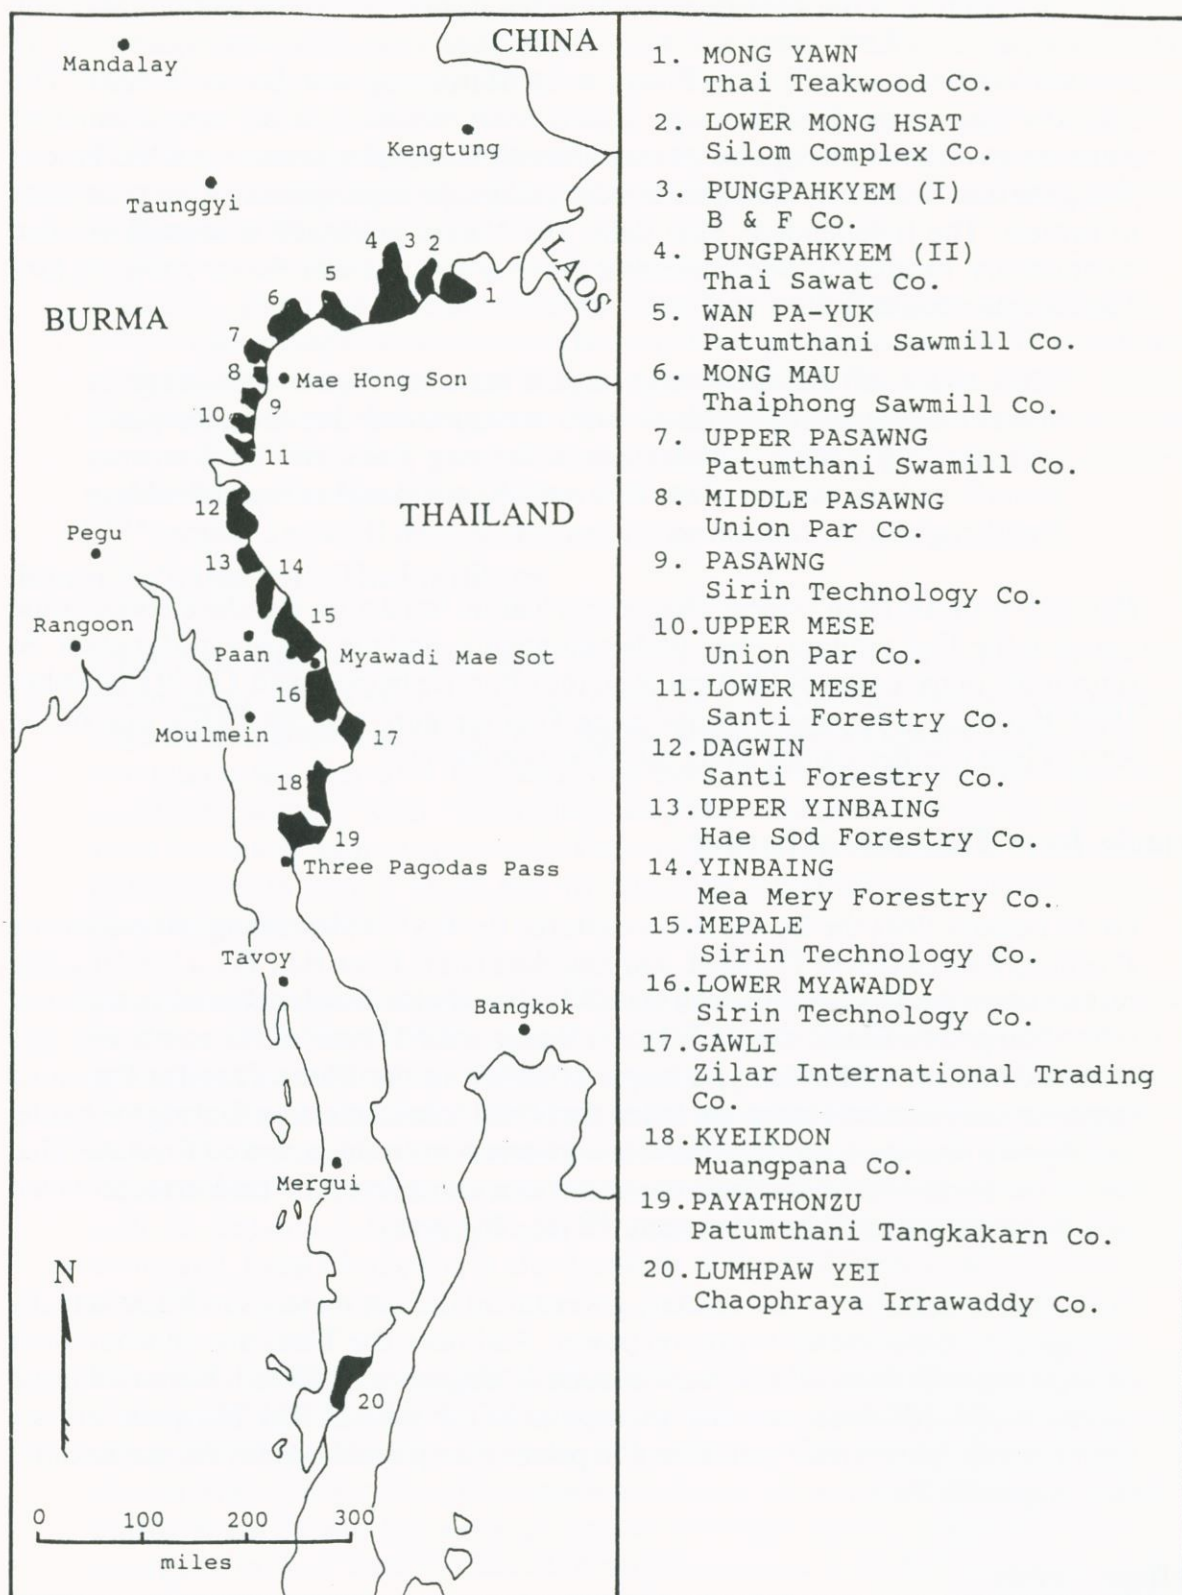 CHINA
Mandalay
Kengtung
Taunggyi
LAOS
4 3 2
5
1
6
BURMA
7
8
Mae Hong Son
9
10
11
12
THAILAND
Pegu
13
14
15
Rangoon
Paan
Myawadi Mae Sot
16
Moulmein
17
18
19
Three Pagodas Pass
Tavoy
Bangkok
Mergui
N
20
0 100 200 300
miles
1. MONG YAWN
Thai Teakwood Co.
2. LOWER MONG HSAT
Silom Complex Co.
3. PUNGPAHKYEM (I)
B & F Co.
4. PUNGPAHKYEM (II)
Thai Sawat Co.
5. WAN PA-YUK
Patumthani Sawmill Co.
6. MONG MAU
Thaiphong Sawmill Co.
7. UPPER PASAWNG
Patumthani Swamill Co.
8. MIDDLE PASAWNG
Union Par Co.
9. PASAWNG
Sirin Technology Co.
10.UPPER MESE
Union Par Co.
11.LOWER MESE
Santi Forestry Co.
12.DAGWIN
Santi Forestry Co.
13.UPPER YINBAING
Hae Sod Forestry Co.
14.YINBAING
Mea Mery Forestry Co.
15.MEPALE
Sirin Technology Co.
16.LOWER MYAWADDY
Sirin Technology Co.
17.GAWLI
Zilar International Trading
Co.
18.KYEIKDON
Muangpana Co.
19.PAYATHONZU
Patumthani Tangkakarn Co.
20.LUMHPAW YEI
Chaophraya Irrawaddy Co.